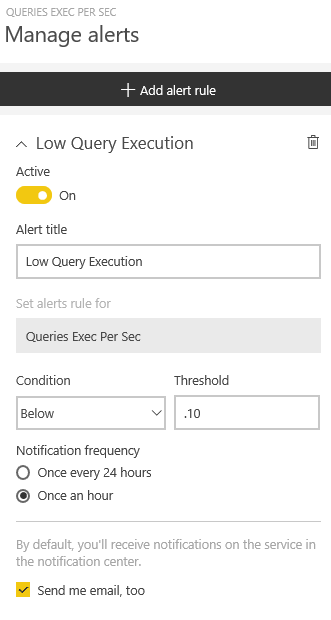 QUERIES EXEC PER SEC
Manage alerts
Add alert rule
Low Query Execution
Active
On
Alert title
Low Query Execution
Set alerts rule for
Queries Exec Per Sec
Condition Threshold
Below .10
Notification frequency
Once every 24 hours
Once an hour
By default, you'll receive notifications on the service in
the notification center.
Send me email, too